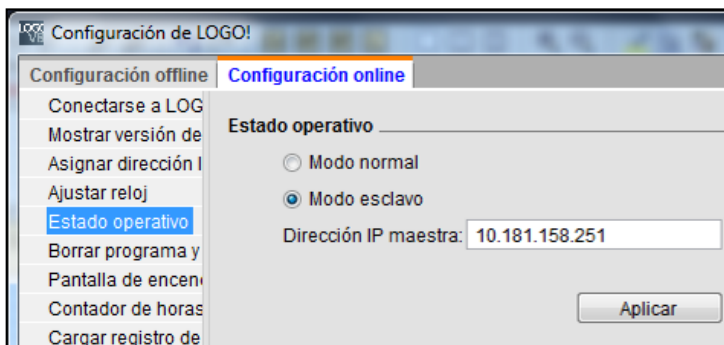 Configuración de LOGO!
Configuración offline Configuración online
Conectarse a LOG
Mostrar versión de
Asignar dirección I
Ajustar reloj
Estado operativo
Borrar programa y
Pantalla de encen
Contador de horas
Cargar registro de
Estado operativo
Modo normal
Modo esclavo
Dirección IP maestra: 10.181.158.251
Aplicar